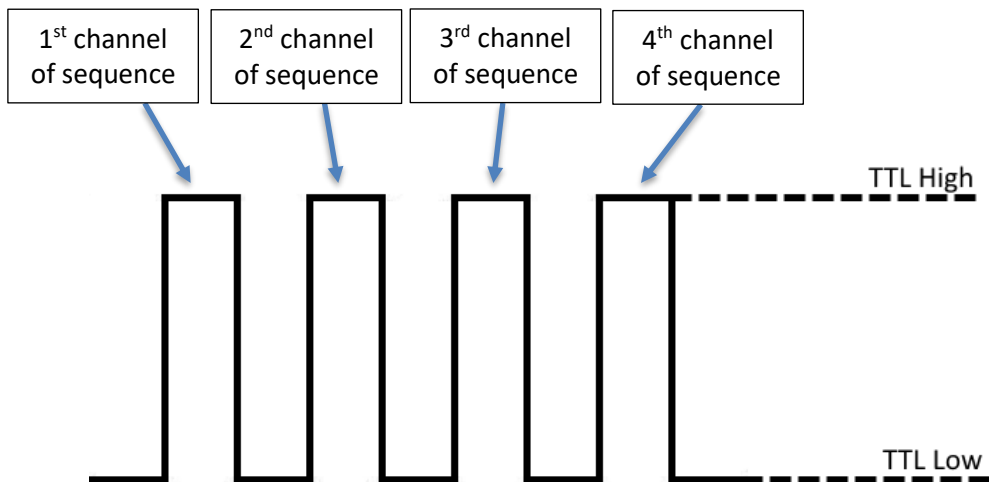 1st channel
of sequence
2nd channel
of sequence
3rd channel
of sequence
4th channel
of sequence
TTL High
TTL Low